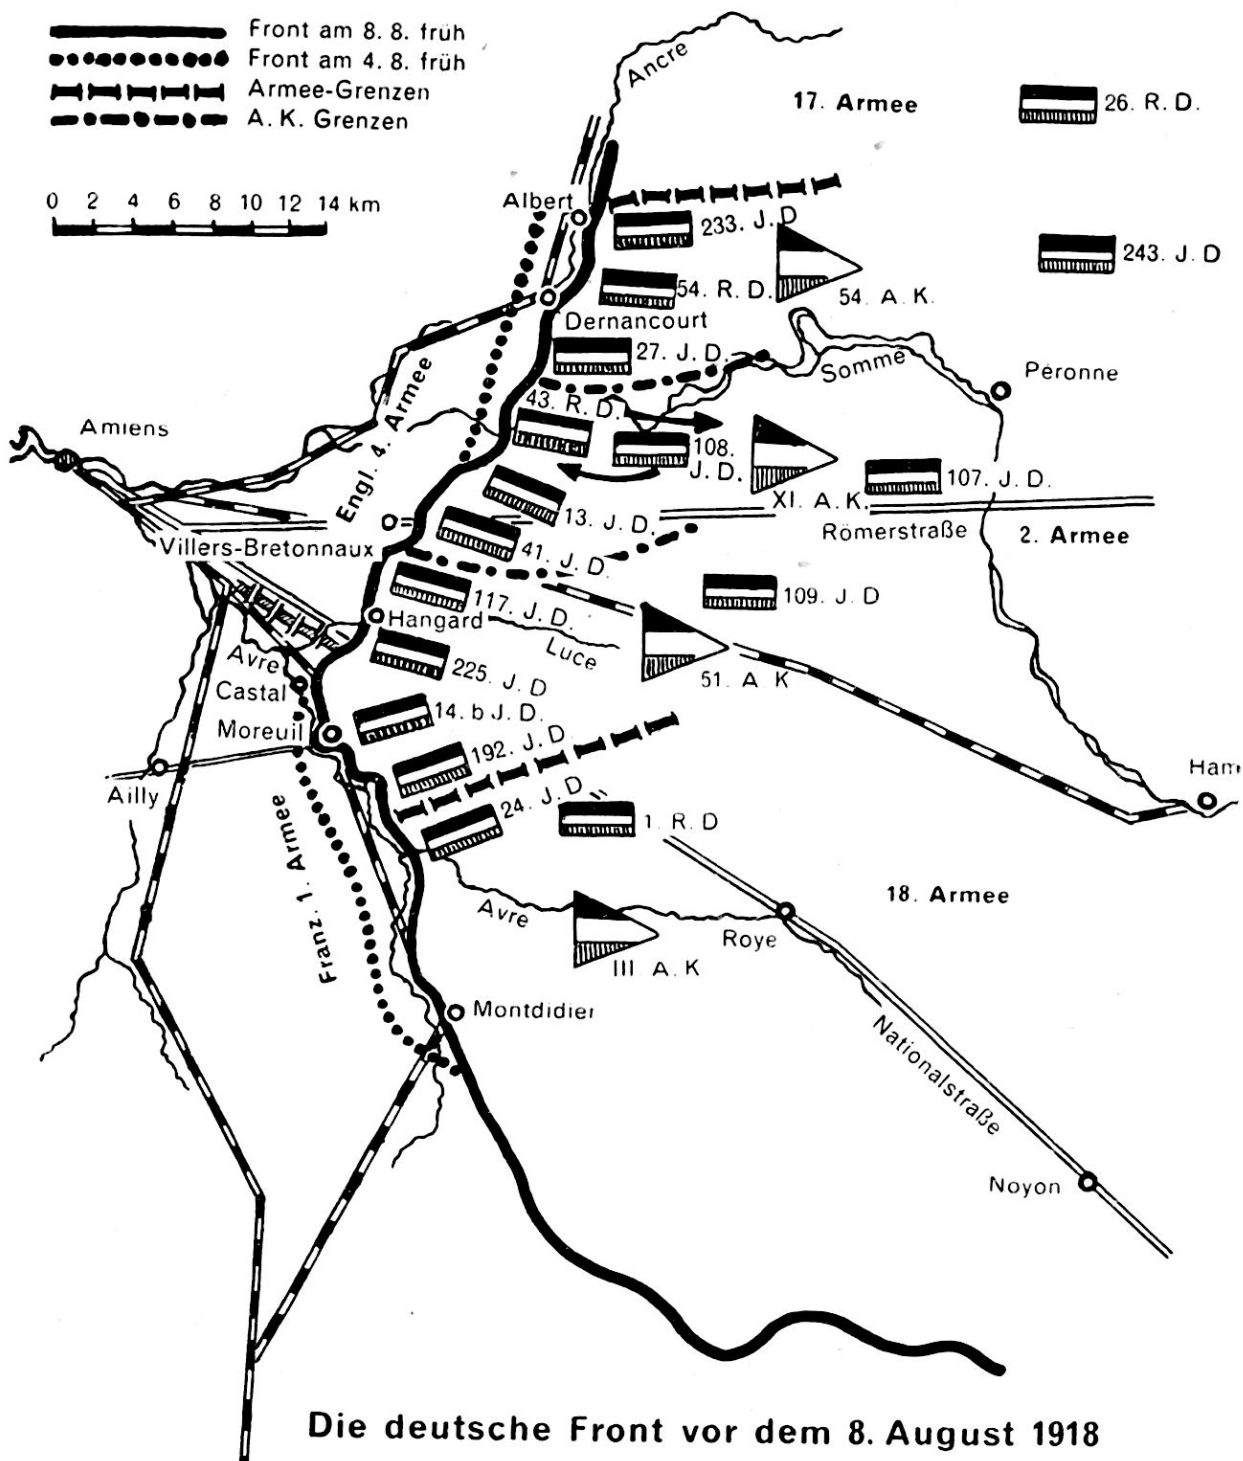 Front am 8. 8. früh
Front am 4. 8. früh
Armee-Grenzen
A. K. Grenzen
0 2 4 6 8 10 12 14 km
Ancre
17. Armee
26. R. D.
Albert
233. J. D
243. J. D
54. R. D.
54. A. K.
Dernancourt
27. J. D.
Somme
Péronne
43. R. D.
Amiens
Engl. 4. Armee
108.
J. D.
107. J. D.
XI. A. K.
13. J. D.
Römerstraße
2. Armee
Villers-Bretonnaux
41. J. D.
109. J. D
117. J. D.
Hangard
Luce
Avre
225. J. D
51. A. K
Castal
14. b J. D.
Moreuil
192. J. D.
Ham
Ailly
24. J. D.
1. R. D
Franz. 1. Armee
18. Armee
Avre
Roye
III A. K
Montdidier
Nationalstraße
Noyon
Die deutsche Front vor dem 8. August 1918